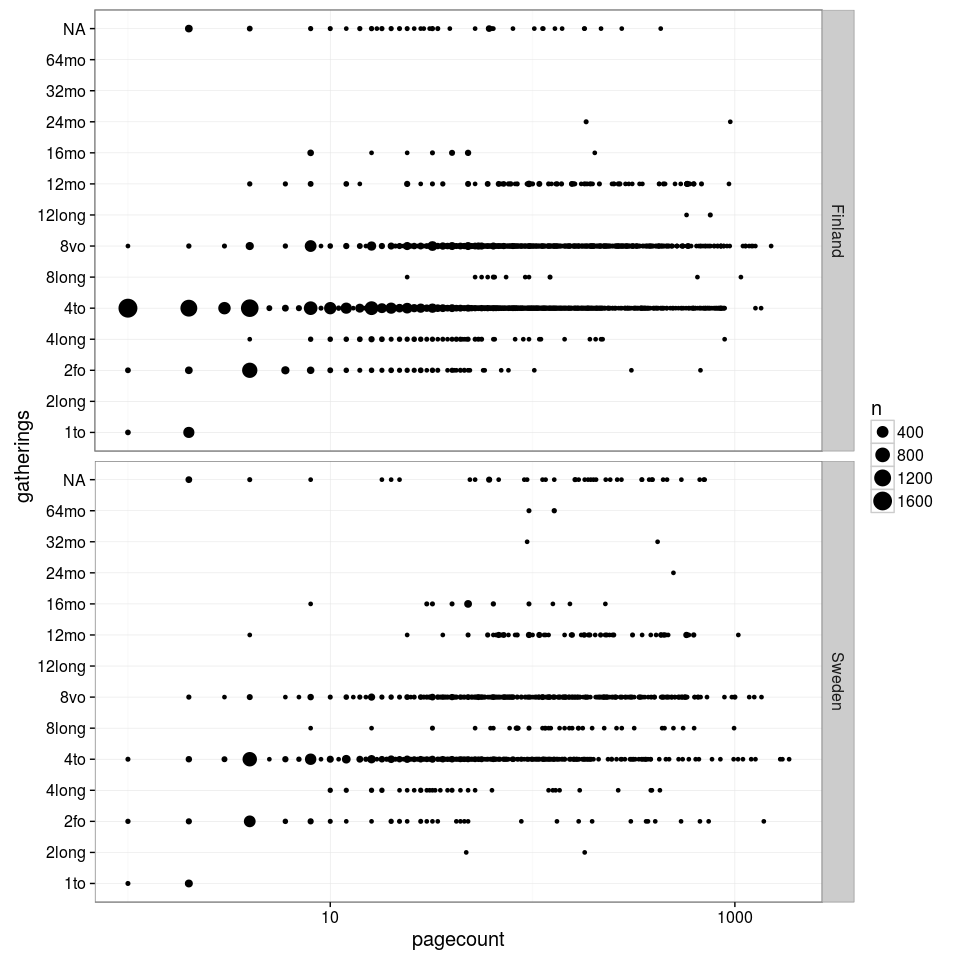 NA
64mo
32mo
24mo
16mo
12mo
12long
8vo
8long
4to
4long
2fo
2long
1to
Finland
NA
64mo
32mo
24mo
16mo
12mo
12long
8vo
8long
4to
4long
2fo
2long
1to
Sweden
gatherings
10
1000
pagecount
n
400
800
1200
1600